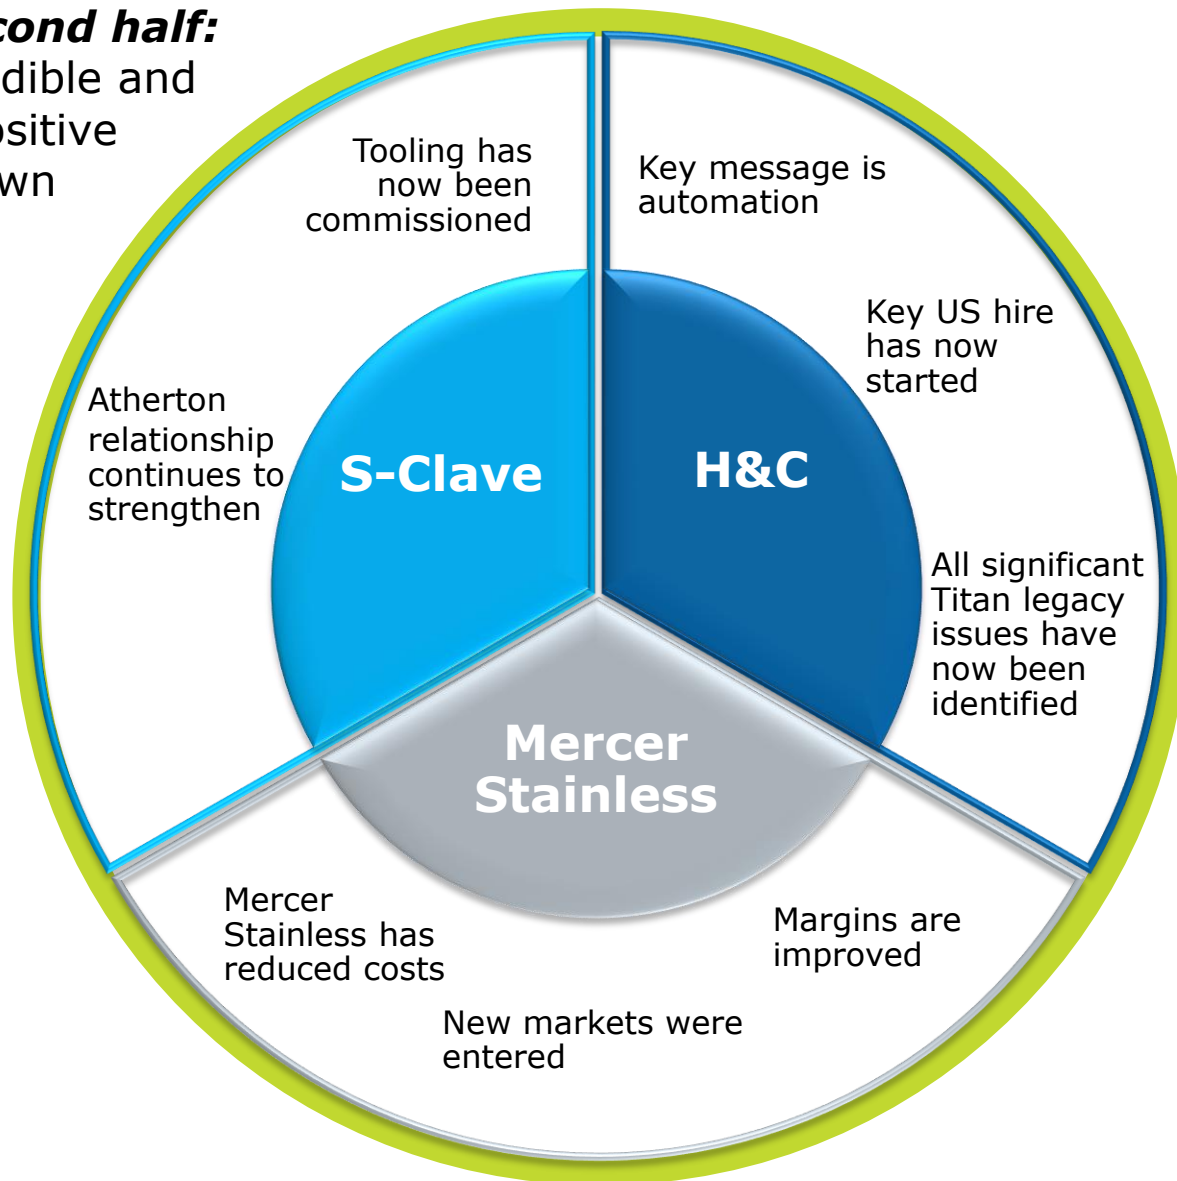 cond half:
dible and
ositive
wn
Tooling has
now been
commissioned
Key message is
automation
Key US hire
has now
started
Atherton
relationship
continues to
strengthen
S-Clave
H&C
All significant
Titan legacy
issues have
now been
identified
Mercer
Stainless
Mercer
Stainless has
reduced costs
Margins are
improved
New markets were
entered